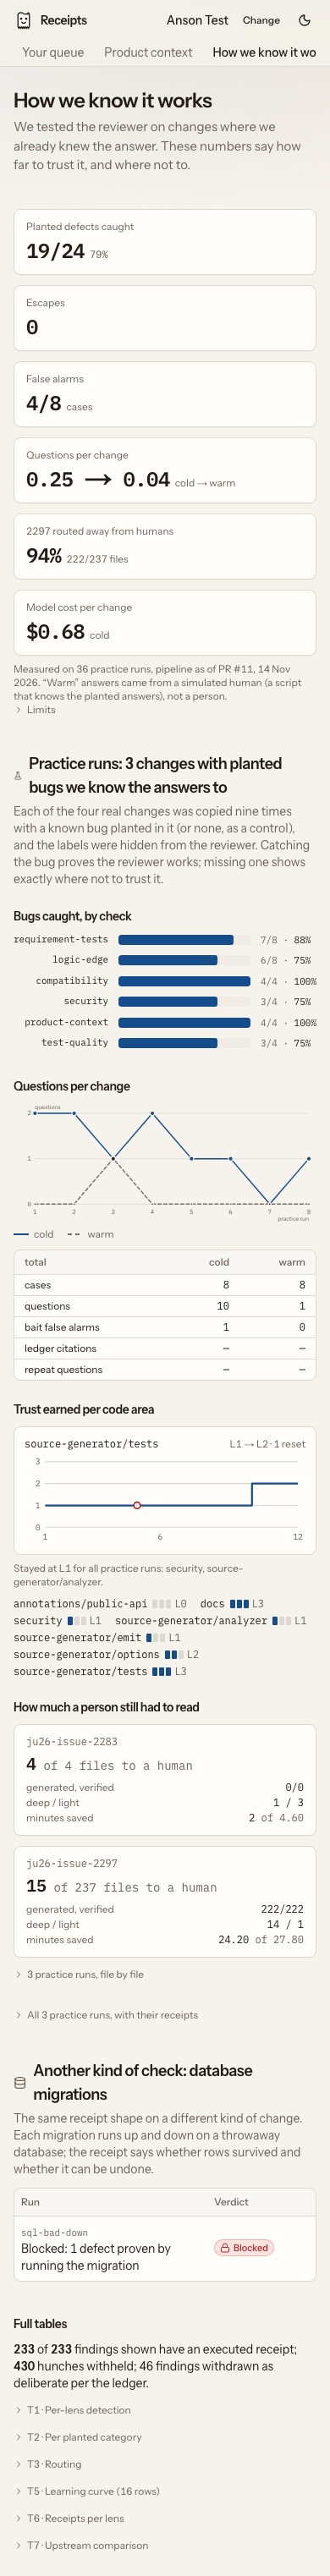 Receipts
Anson Test
Change
Your queue
Product context
How we know it wo
How we know it works
We tested the reviewer on changes where we
already knew the answer. These numbers say how
far to trust it, and where not to.
Planted defects caught
19/24 79%
Escapes
0
False alarms
4/8 cases
Questions per change
0.25 → 0.04 cold → warm
2297 routed away from humans
94% 222/237 files
Model cost per change
$0.68 cold
Measured on 36 practice runs, pipeline as of PR #11, 14 Nov
2026. “Warm” answers came from a simulated human (a script
that knows the planted answers), not a person.
Limits
Practice runs: 3 changes with planted
bugs we know the answers to
Each of the four real changes was copied nine times
with a known bug planted in it (or none, as a control),
and the labels were hidden from the reviewer. Catching
the bug proves the reviewer works; missing one shows
exactly where not to trust it.
Bugs caught, by check
requirement-tests 7/8 · 88%
logic-edge 6/8 · 75%
compatibility 4/4 · 100%
security 3/4 · 75%
product-context 4/4 · 100%
test-quality 3/4 · 75%
Questions per change
questions
2
1
0
1 2 3 4 5 6 7 8
practice run
cold warm
total cold warm
cases 8 8
questions 10 1
bait false alarms 1 0
ledger citations – –
repeat questions – –
Trust earned per code area
source-generator/tests L1 → L2 · 1 reset
3
2
1
0
1 6 12
Stayed at L1 for all practice runs: security, source-
generator/analyzer.
annotations/public-api L0 docs L3
security L1 source-generator/analyzer L1
source-generator/emit L1
source-generator/options L2
source-generator/tests L3
How much a person still had to read
ju26-issue-2283
4 of 4 files to a human
generated, verified 0/0
deep / light 1 / 3
minutes saved 2 of 4.60
ju26-issue-2297
15 of 237 files to a human
generated, verified 222/222
deep / light 14 / 1
minutes saved 24.20 of 27.80
3 practice runs, file by file
All 3 practice runs, with their receipts
Another kind of check: database
migrations
The same receipt shape on a different kind of change.
Each migration runs up and down on a throwaway
database; the receipt says whether rows survived and
whether it can be undone.
Run Verdict
sql-bad-down
Blocked: 1 defect proven by
running the migration
Blocked
Full tables
233 of 233 findings shown have an executed receipt;
430 hunches withheld; 46 findings withdrawn as
deliberate per the ledger.
T1 · Per-lens detection
T2 · Per planted category
T3 · Routing
T5 · Learning curve (16 rows)
T6 · Receipts per lens
T7 · Upstream comparison